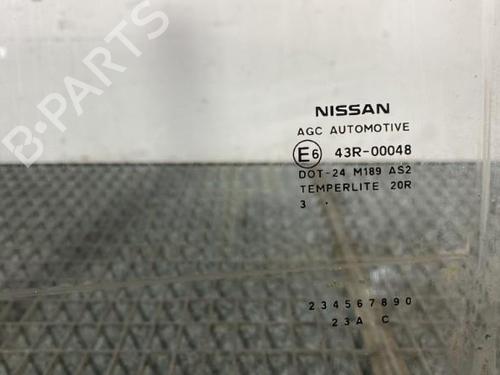 NISSAN
AGC AUTOMOTIVE
E6 43R-00048
DOT-24 M189 AS2
TEMPERLITE 20R
3 .
2 3 4 5 6 7 8 9 0
2 3 A C
B-PARTS